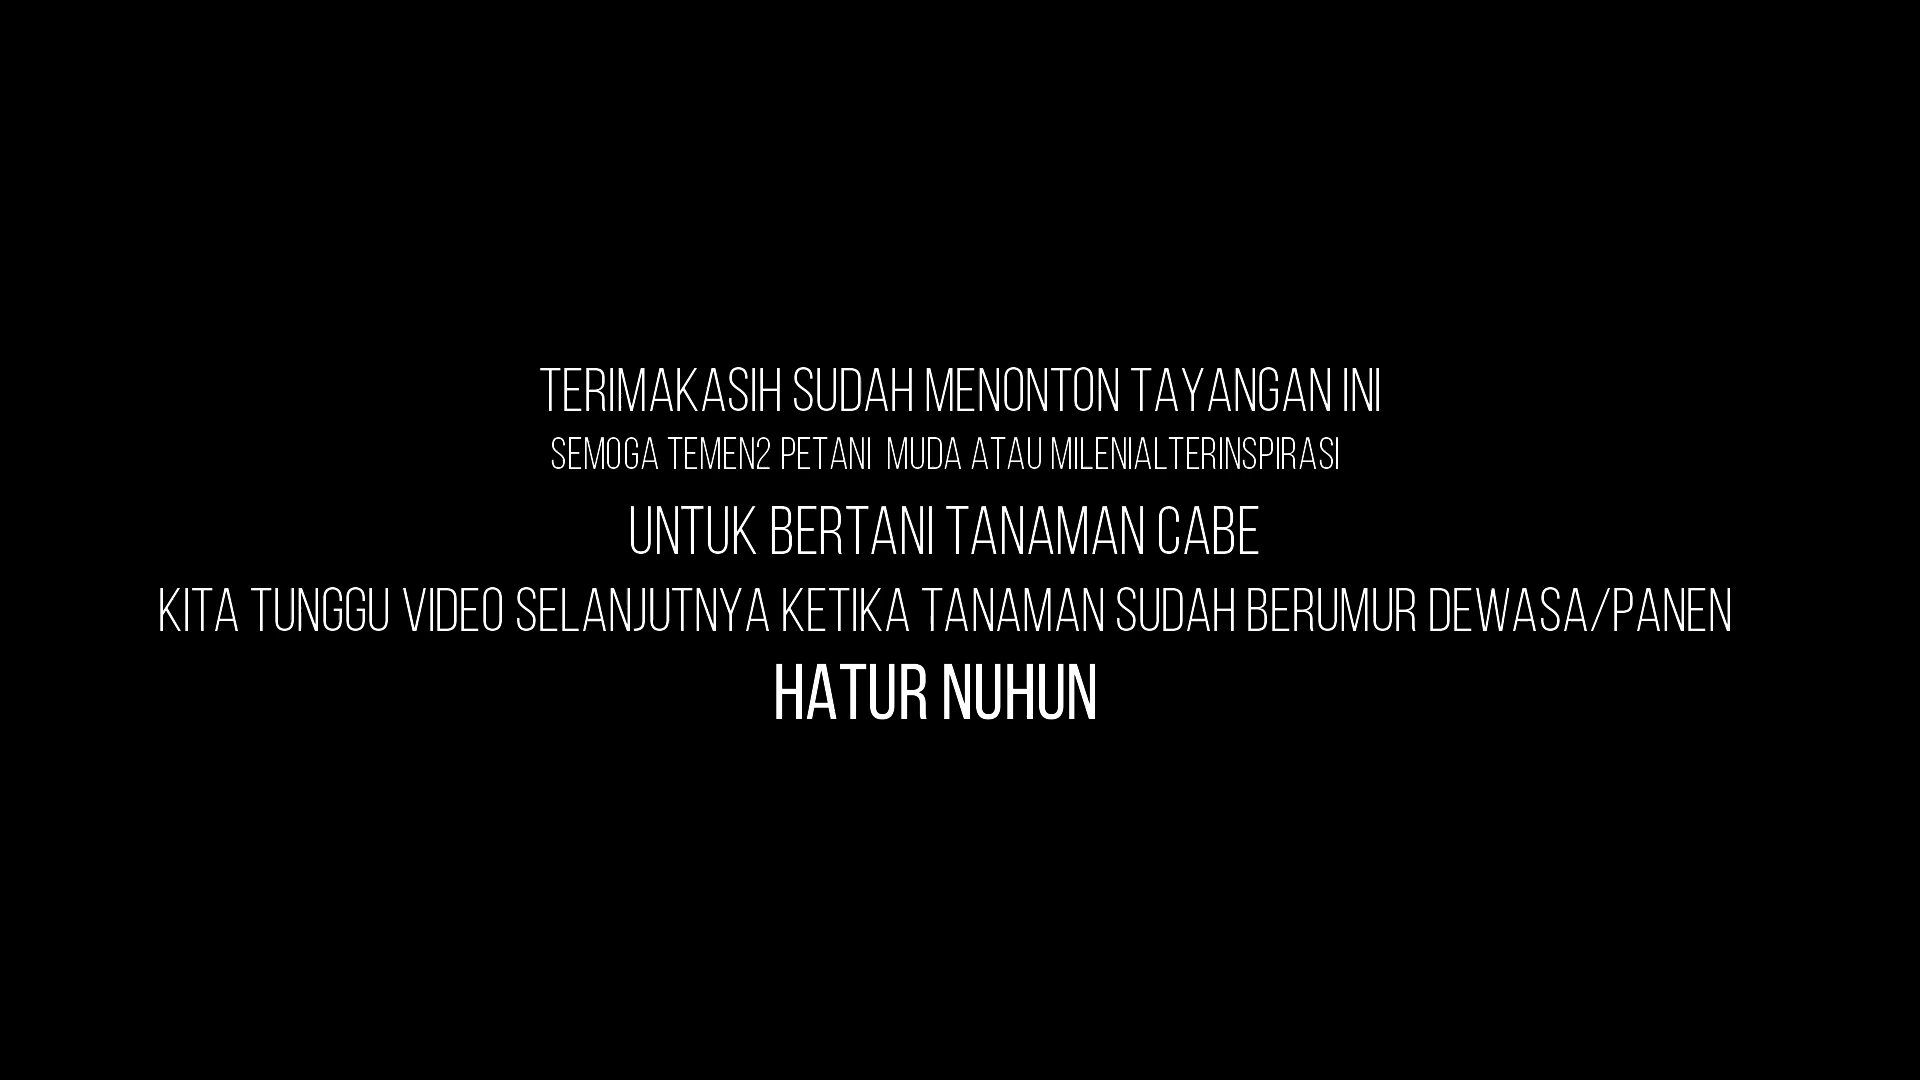 TERIMAKASIH SUDAH MENONTON TAYANGAN INI
SEMOGA TEMEN2 PETANI  MUDA ATAU MILENIALTERINSPIRASI
UNTUK BERTANI TANAMAN CABE
KITA TUNGGU VIDEO SELANJUTNYA KETIKA TANAMAN SUDAH BERUMUR DEWASA/PANEN
HATUR NUHUN